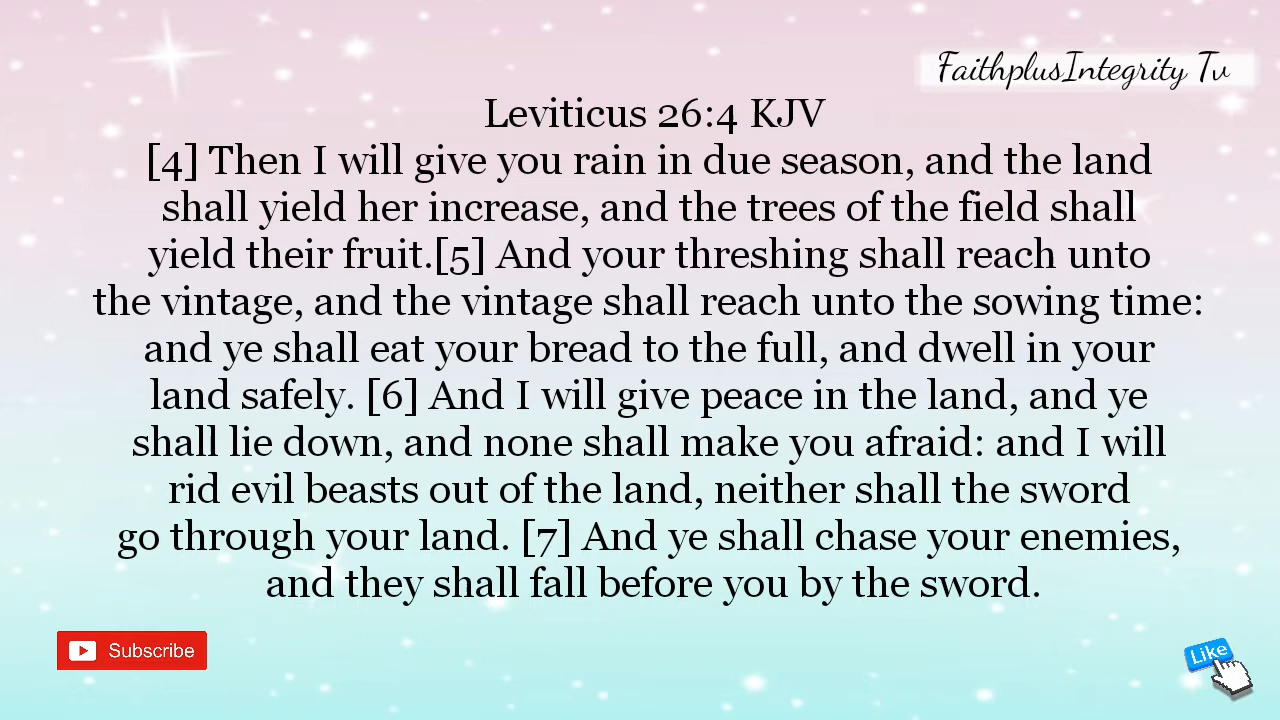 FaithplusIntegrity Tv
Leviticus 26:4 KJV
[4] Then I will give you rain in due season, and the land
shall yield her increase, and the trees of the field shall
yield their fruit.[5] And your threshing shall reach unto
the vintage, and the vintage shall reach unto the sowing time:
and ye shall eat your bread to the full, and dwell in your
land safely. [6] And I will give peace in the land, and ye
shall lie down, and none shall make you afraid: and I will
rid evil beasts out of the land, neither shall the sword
go through your land. [7] And ye shall chase your enemies,
and they shall fall before you by the sword.
Subscribe
Like